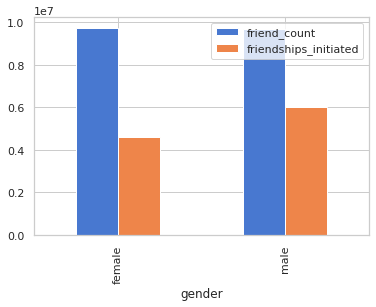 1e7
1.0
0.8
0.6
0.4
0.2
0.0
friend_count
friendships_initiated
female
male
gender